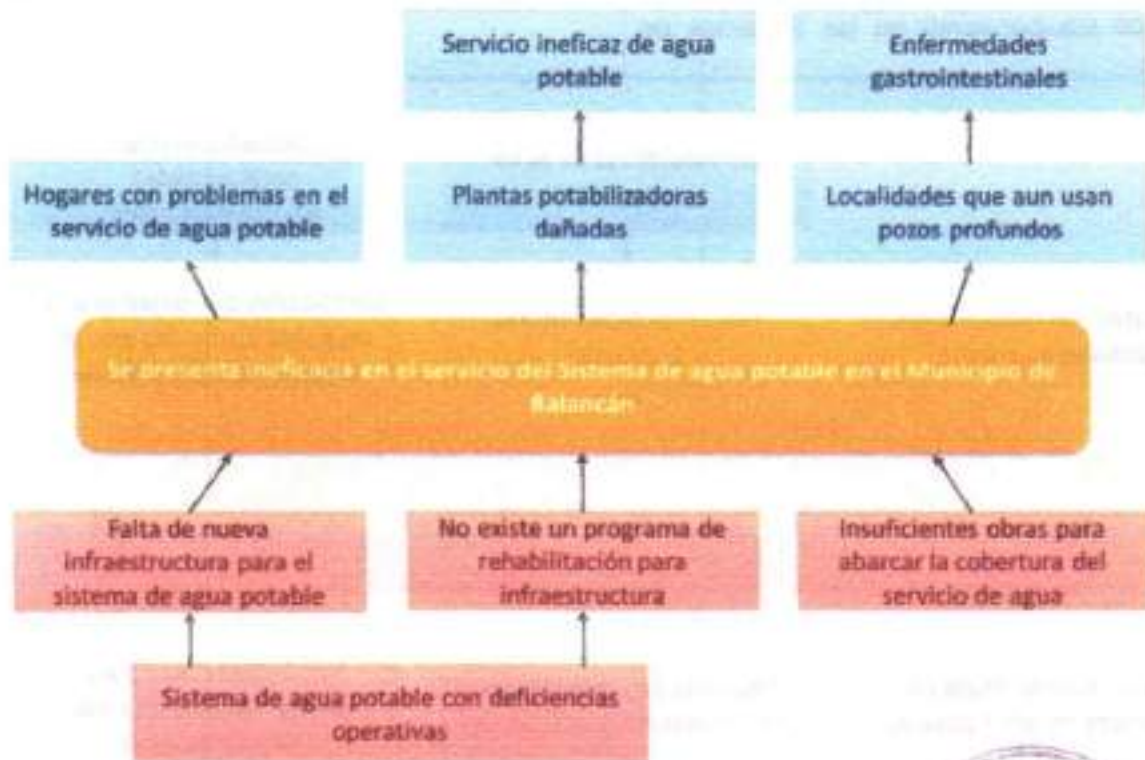 Servicio ineficaz de agua
potable
Enfermedades
gastrointestinales
Hogares con problemas en el
servicio de agua potable
Plantas potabilizadoras
dañadas
Localidades que aun usan
pozos profundos
Se presenta ineficacia en el servicio del Sistema de agua potable en el Municipio de
Balancán
Falta de nueva
infraestructura para el
sistema de agua potable
No existe un programa de
rehabilitación para
infraestructura
Insuficientes obras para
abarcar la cobertura del
servicio de agua
Sistema de agua potable con deficiencias
operativas